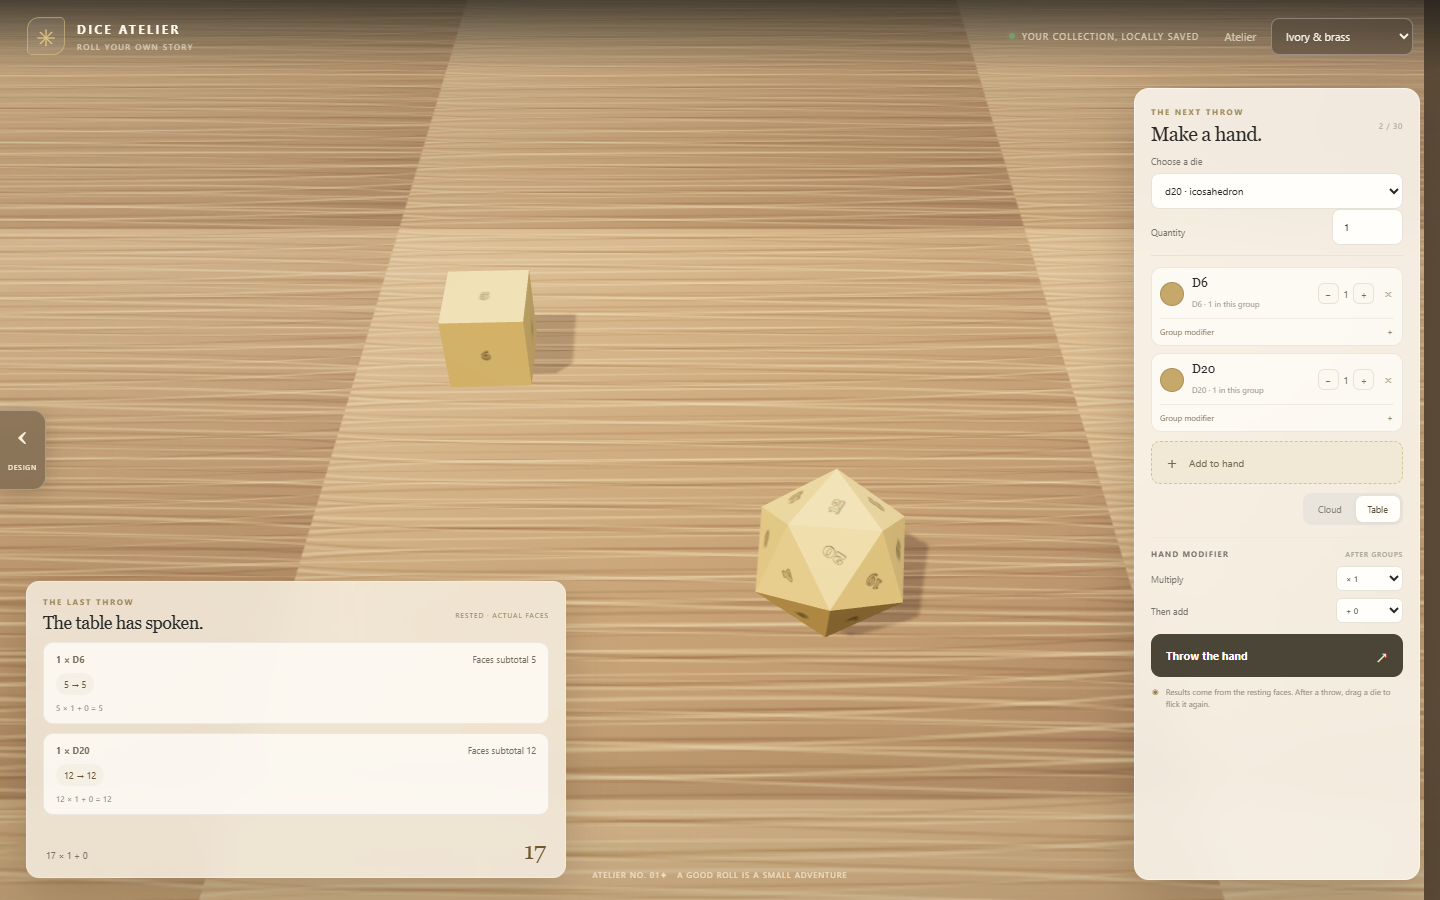 DICE ATELIER
ROLL YOUR OWN STORY
YOUR COLLECTION, LOCALLY SAVED
Atelier
Ivory & brass
THE NEXT THROW
Make a hand.
2 / 30
Choose a die
d20 · icosahedron
Quantity
1
D6
D6 · 1 in this group
− 1 + ×
Group modifier +
D20
D20 · 1 in this group
− 1 + ×
Group modifier +
+ Add to hand
Cloud Table
HAND MODIFIER AFTER GROUPS
Multiply × 1
Then add + 0
Throw the hand ↗
Results come from the resting faces. After a throw, drag a die to
flick it again.
DESIGN
THE LAST THROW
The table has spoken.
RESTED · ACTUAL FACES
1 × D6 Faces subtotal 5
5 → 5
5 × 1 + 0 = 5
1 × D20 Faces subtotal 12
12 → 12
12 × 1 + 0 = 12
17 × 1 + 0 17
ATELIER NO. 01✦ A GOOD ROLL IS A SMALL ADVENTURE